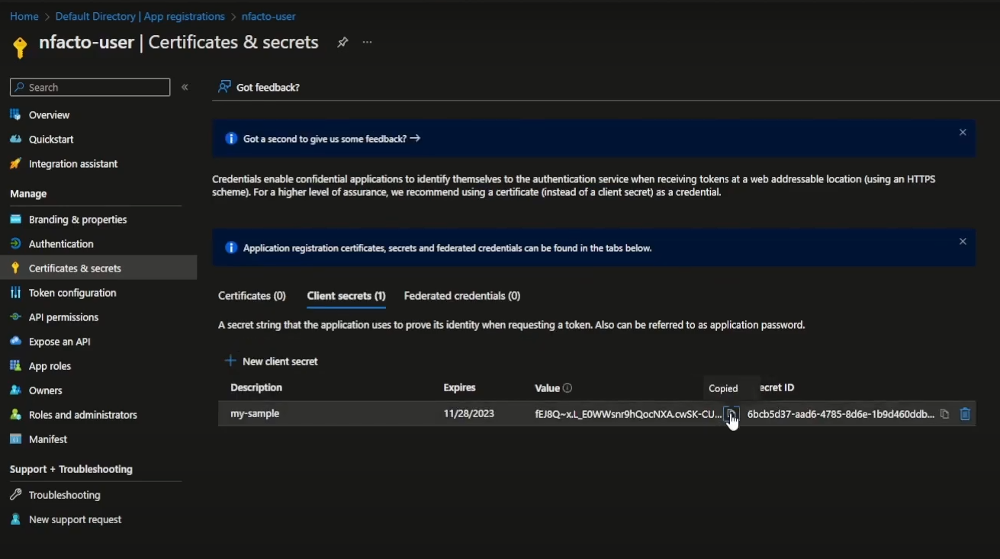 Home > Default Directory | App registrations > nfacto-user
nfacto-user | Certificates & secrets
Search
Overview
Quickstart
Integration assistant
Manage
Branding & properties
Authentication
Certificates & secrets
Token configuration
API permissions
Expose an API
App roles
Owners
Roles and administrators
Manifest
Support + Troubleshooting
Troubleshooting
New support request
Got feedback?
Got a second to give us some feedback? →
Credentials enable confidential applications to identify themselves to the authentication service when receiving tokens at a web addressable location (using an HTTPS
scheme). For a higher level of assurance, we recommend using a certificate (instead of a client secret) as a credential.
Application registration certificates, secrets and federated credentials can be found in the tabs below.
Certificates (0) Client secrets (1) Federated credentials (0)
A secret string that the application uses to prove its identity when requesting a token. Also can be referred to as application password.
New client secret
Description Expires Value Copied ecret ID
my-sample 11/28/2023 fEJ8Q~x.L_E0WWsnr9hQocNXA.cwSK-CU... 6bcb5d37-aad6-4785-8d6e-1b9d460ddb...